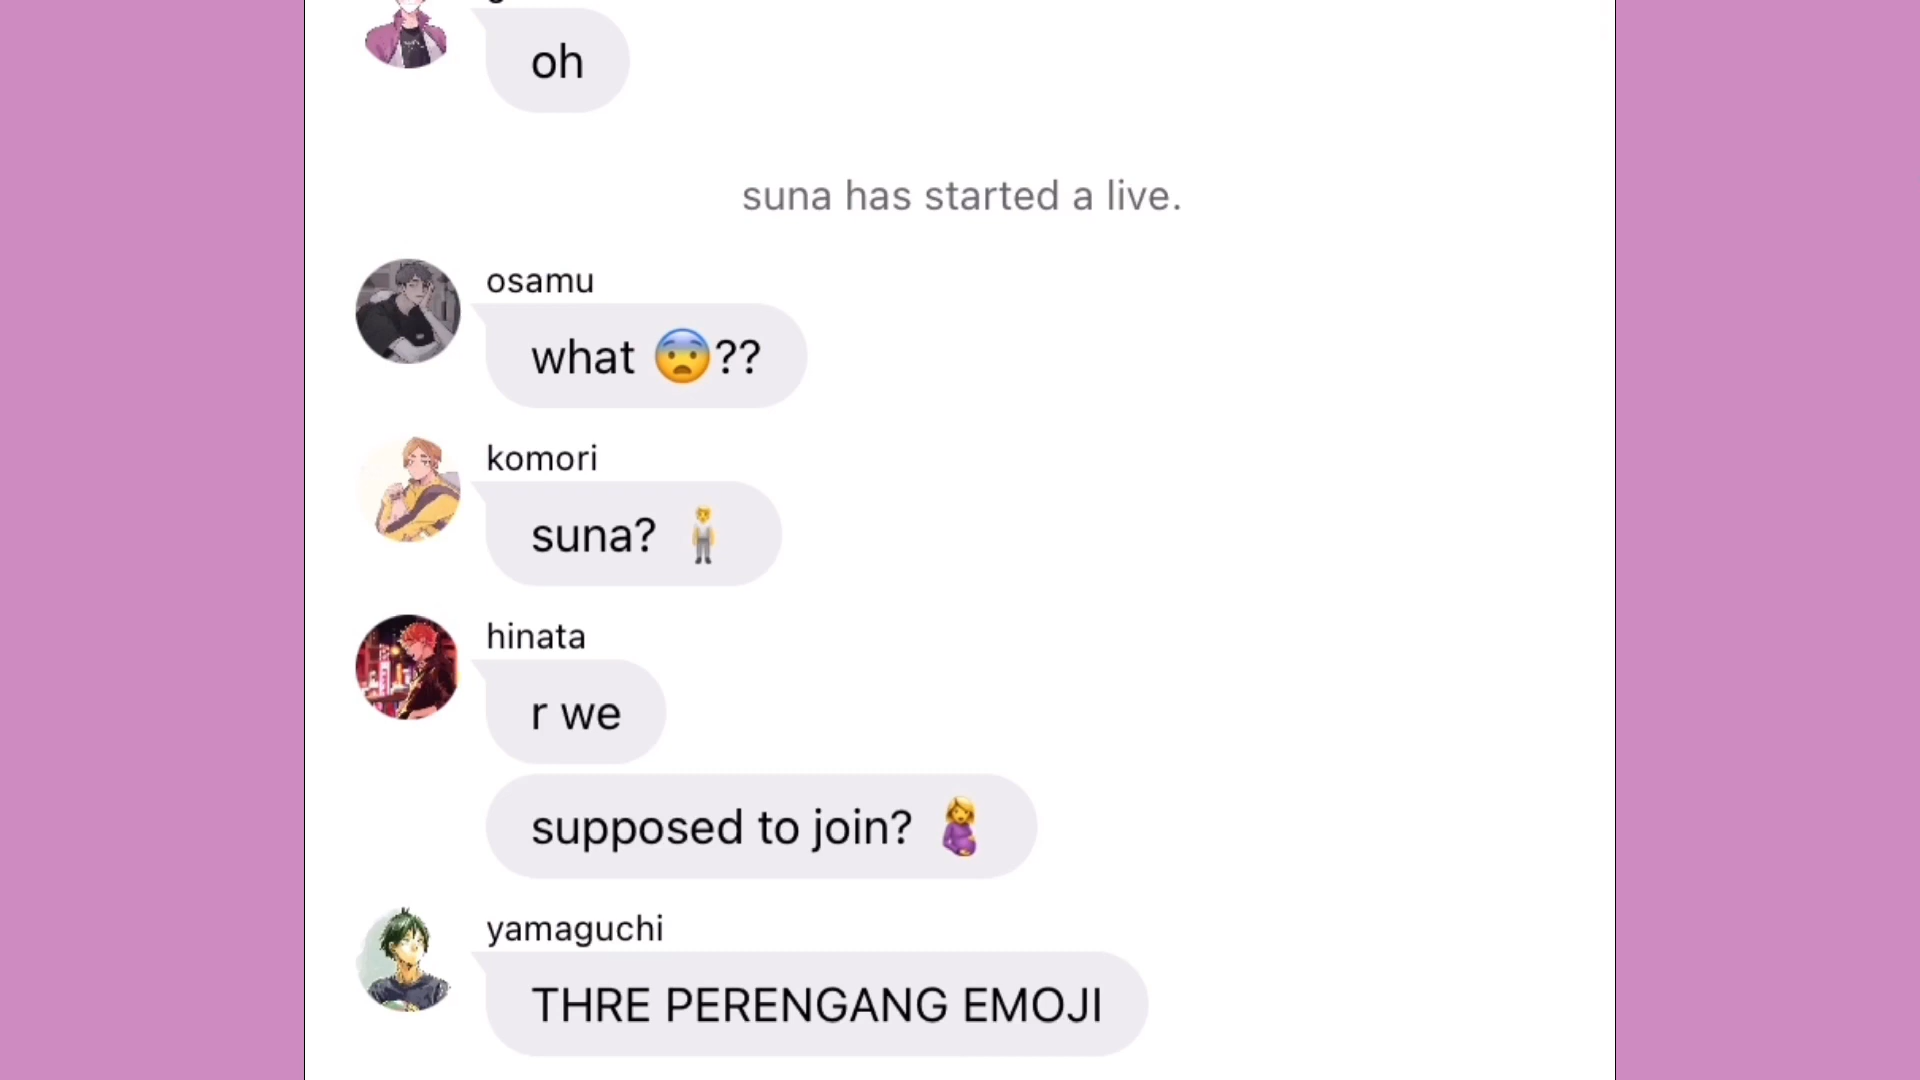 oh
suna has started a live.
osamu
what 😨??
komori
suna? 🧍
hinata
r we
supposed to join? 🤰
yamaguchi
THRE PERENGANG EMOJI